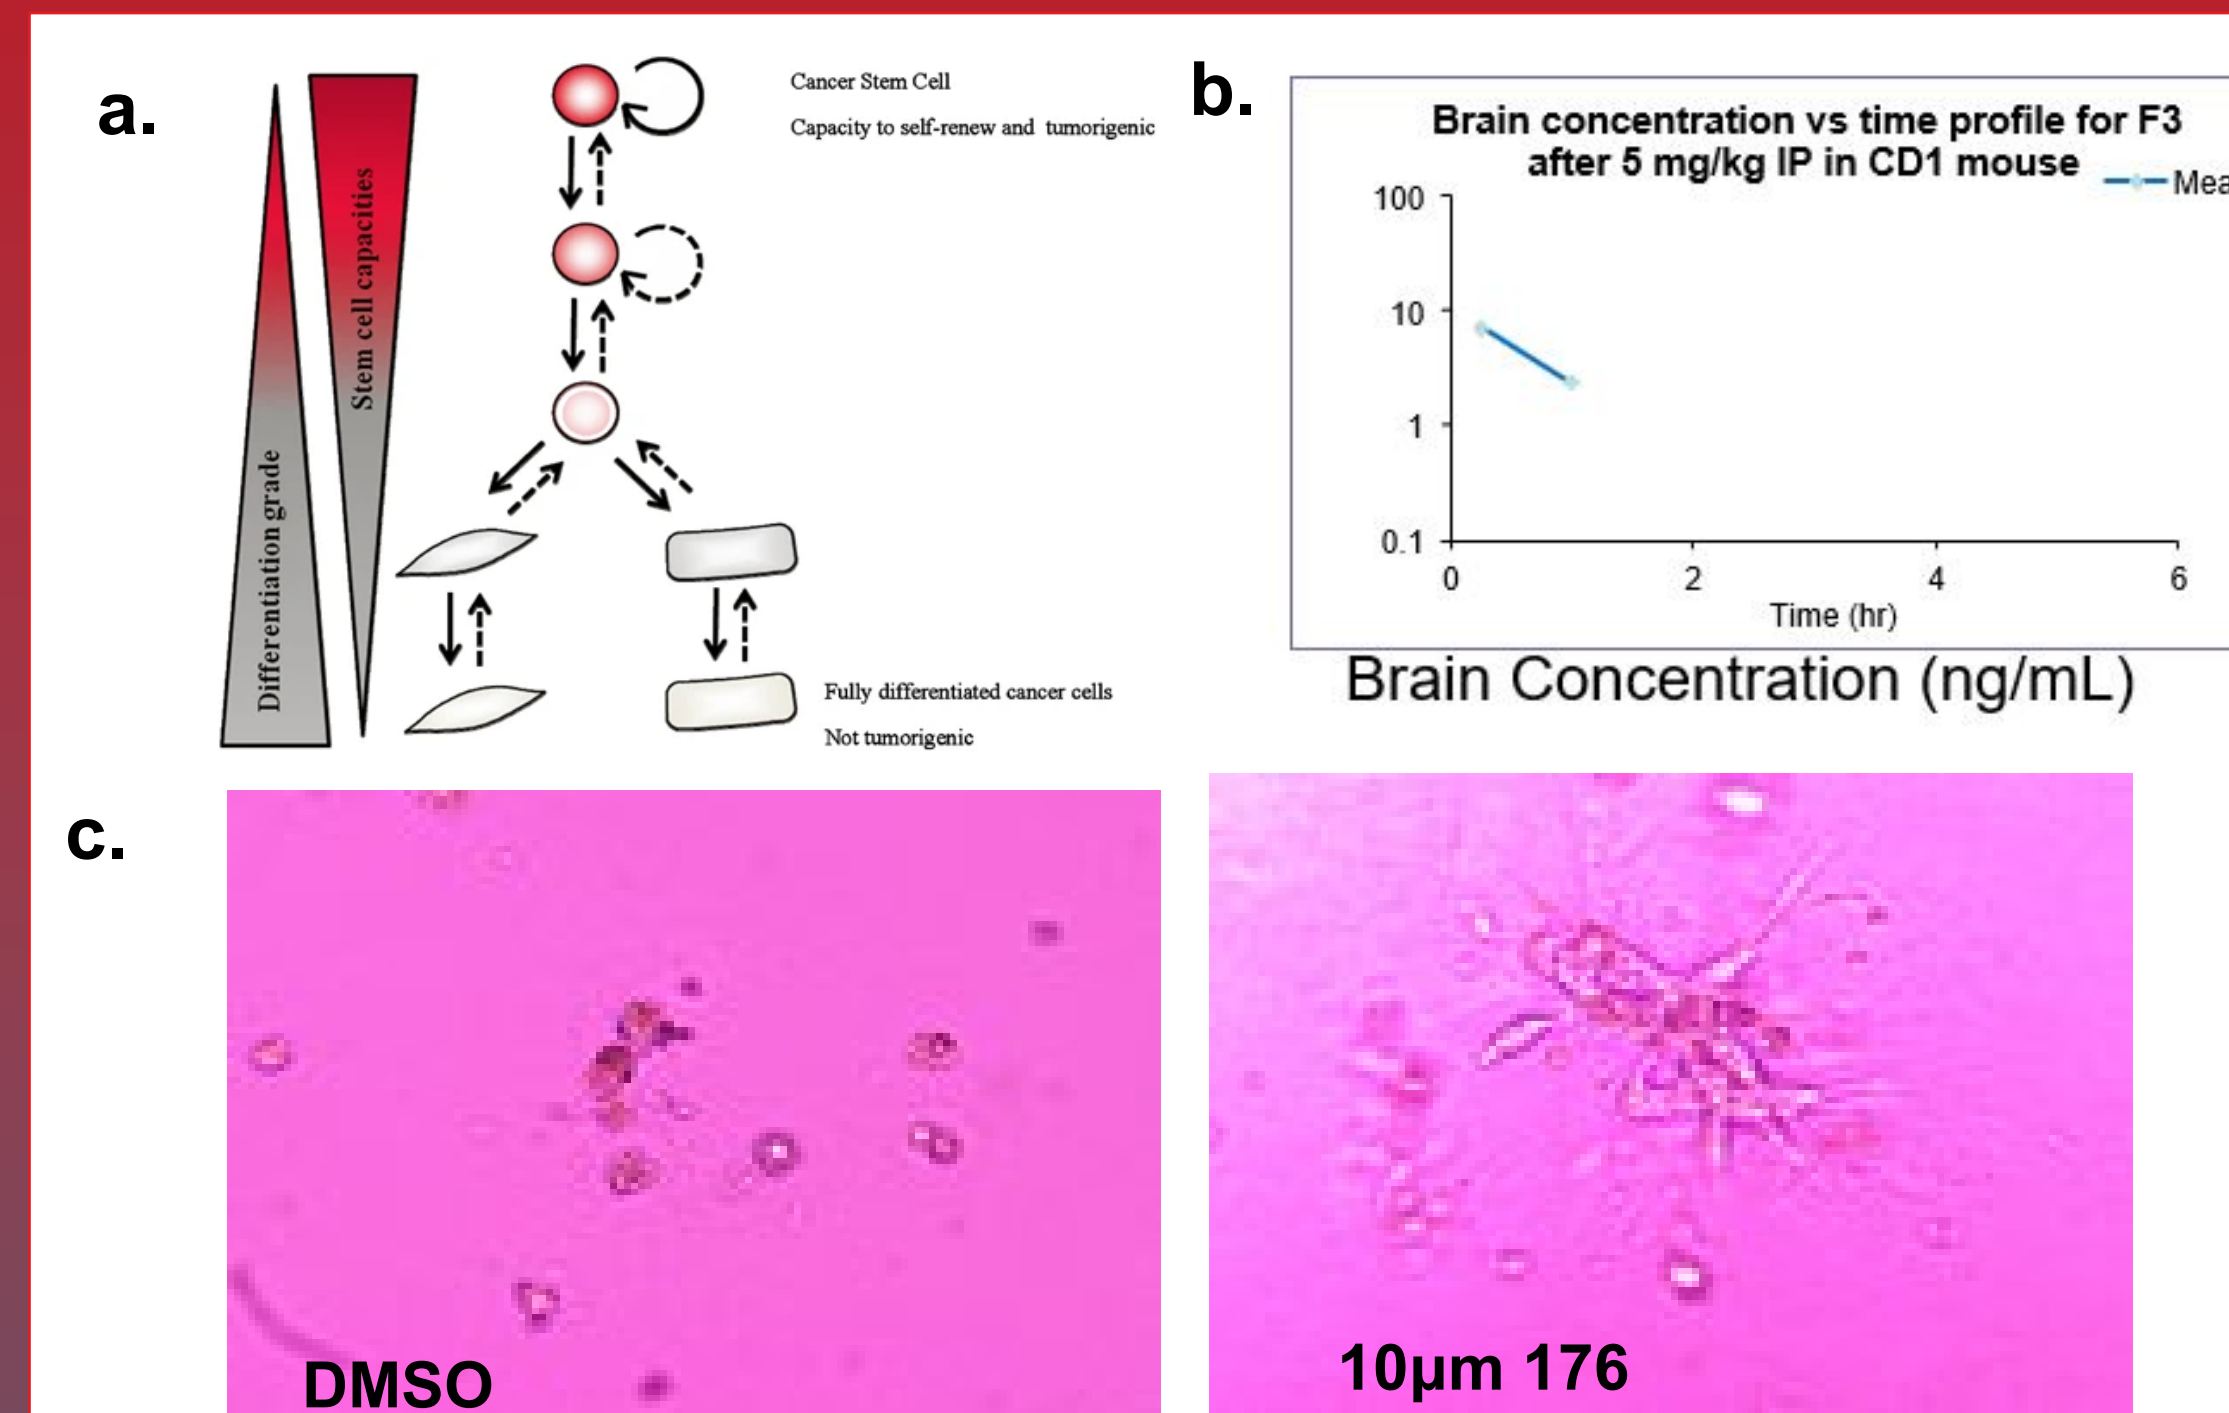 a.
Differentiation grade
Stem cell capacities
Cancer Stem Cell
Capacity to self-renew and tumorigenic
Fully differentiated cancer cells
Not tumorigenic
b.
Brain concentration vs time profile for F3
after 5 mg/kg IP in CD1 mouse
Mea
100
10
1
0.1
0 2 4 6
Time (hr)
Brain Concentration (ng/mL)
c.
DMSO
10µm 176